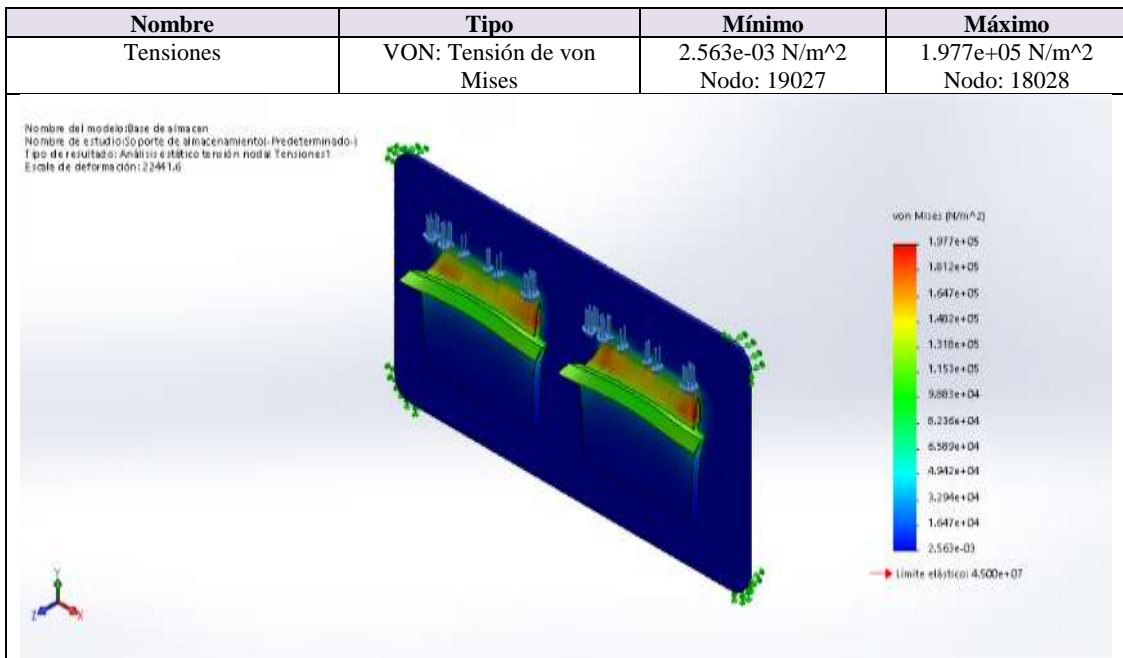 Nombre Tipo Mínimo Máximo
Tensiones VON: Tensión de von 2.563e-03 N/m^2 1.977e+05 N/m^2
Mises Nodo: 19027 Nodo: 18028
Nombre del modelo:Base de almacen
Nombre de estudio:Soporte de almacenamiento(-Predeterminado-)
Tipo de resultado: Análisis estático tensión nodal Tensiones1
Escala de deformación: 22441.6
von Mises (N/m^2)
1.977e+05
1.812e+05
1.647e+05
1.482e+05
1.318e+05
1.153e+05
9.883e+04
8.236e+04
6.589e+04
4.942e+04
3.294e+04
1.647e+04
2.563e-03
Límite elástico: 4.500e+07
Y
Z X